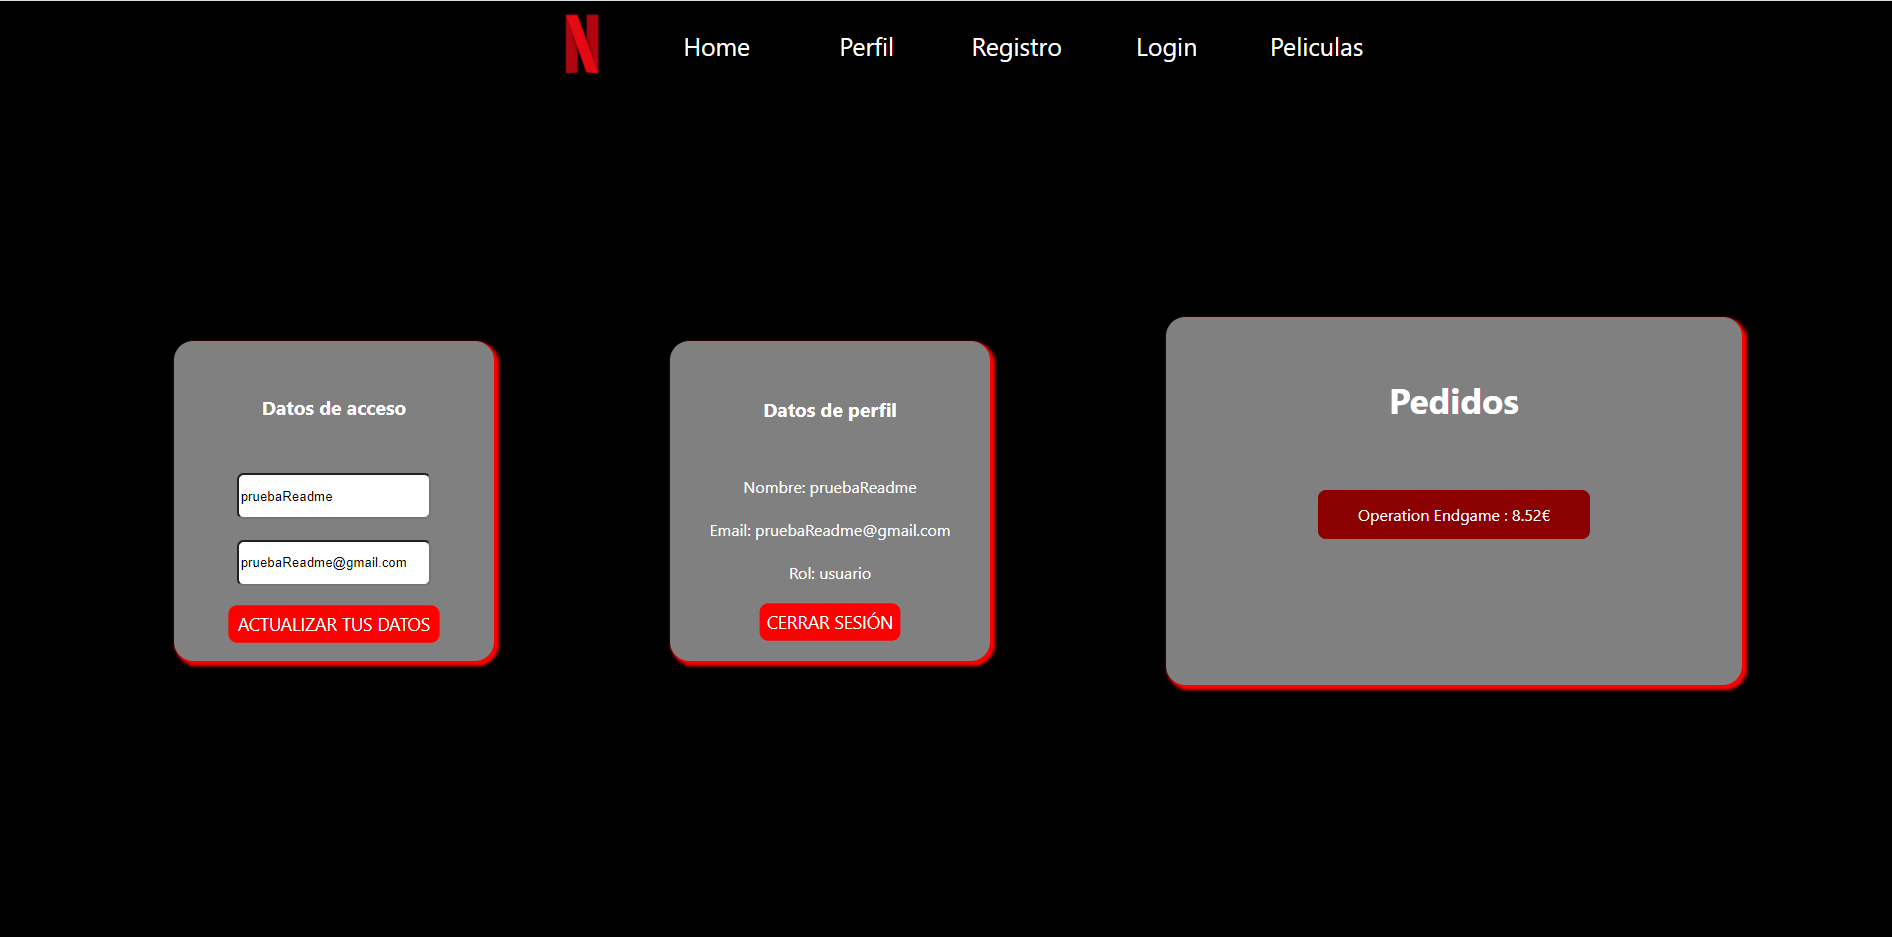 N
Home
Perfil
Registro
Login
Peliculas
Datos de acceso
pruebaReadme
pruebaReadme@gmail.com
ACTUALIZAR TUS DATOS
Datos de perfil
Nombre: pruebaReadme
Email: pruebaReadme@gmail.com
Rol: usuario
CERRAR SESIÓN
Pedidos
Operation Endgame : 8.52€